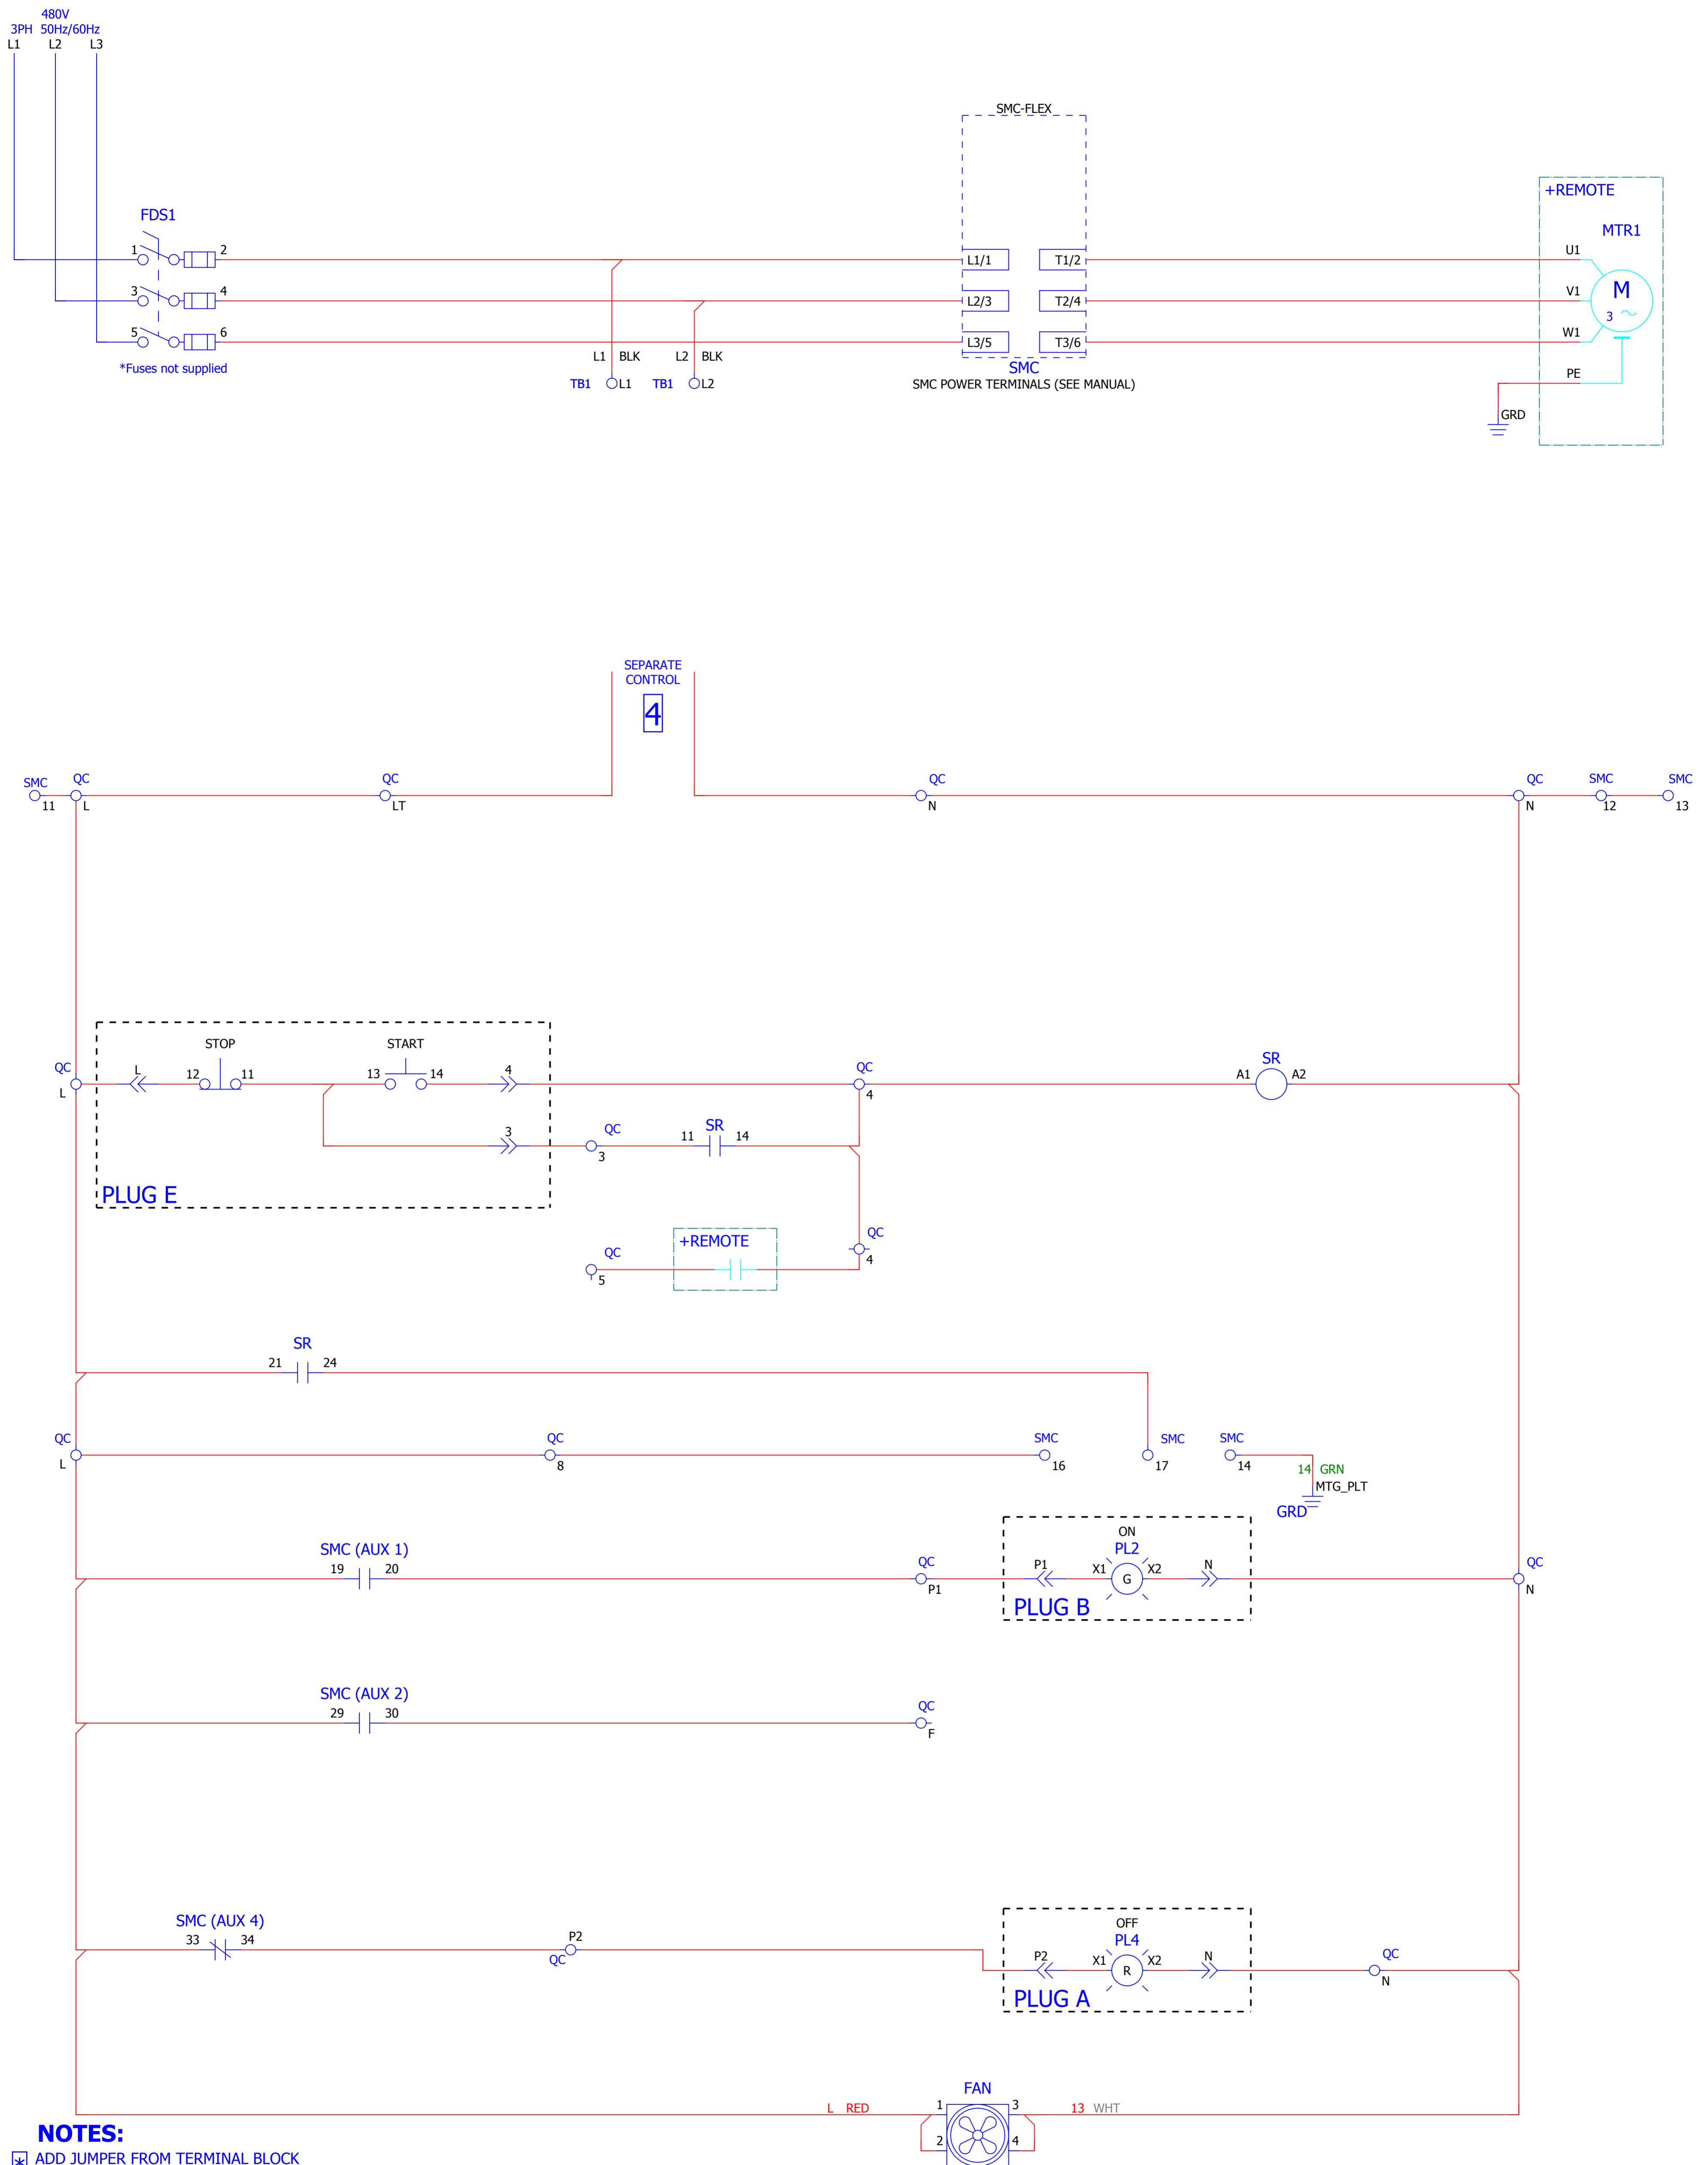 480V
3PH 50Hz/60Hz
L1 L2 L3
SMC-FLEX
+REMOTE
FDS1
MTR1
1 2 L1/1 T1/2 U1
3 4 L2/3 T2/4 V1 M
3
5 6 L3/5 T3/6 W1
*Fuses not supplied
L1 BLK L2 BLK
SMC
TB1 L1 TB1 L2
SMC POWER TERMINALS (SEE MANUAL)
PE
GRD
SEPARATE
CONTROL
4
SMC QC QC QC QC SMC SMC
11 L LT N N 12 13
STOP START
QC L 12 11 13 14 4 QC SR
L 4 A1 A2
3 QC 11 SR 14
3
PLUG E
+REMOTE QC
QC 4
5
SR
21 24
QC QC SMC SMC SMC
L 8 16 17 14
14 GRN
MTG_PLT
GRD
ON
SMC (AUX 1) PL2
19 20 QC P1 X1 G X2 N QC
P1 N
PLUG B
SMC (AUX 2)
29 30 QC
F
OFF
SMC (AUX 4) PL4
33 34 P2 P2 X1 R X2 N QC
QC N
PLUG A
FAN
L RED 1 3 13 WHT
2 4
NOTES:
* ADD JUMPER FROM TERMINAL BLOCK